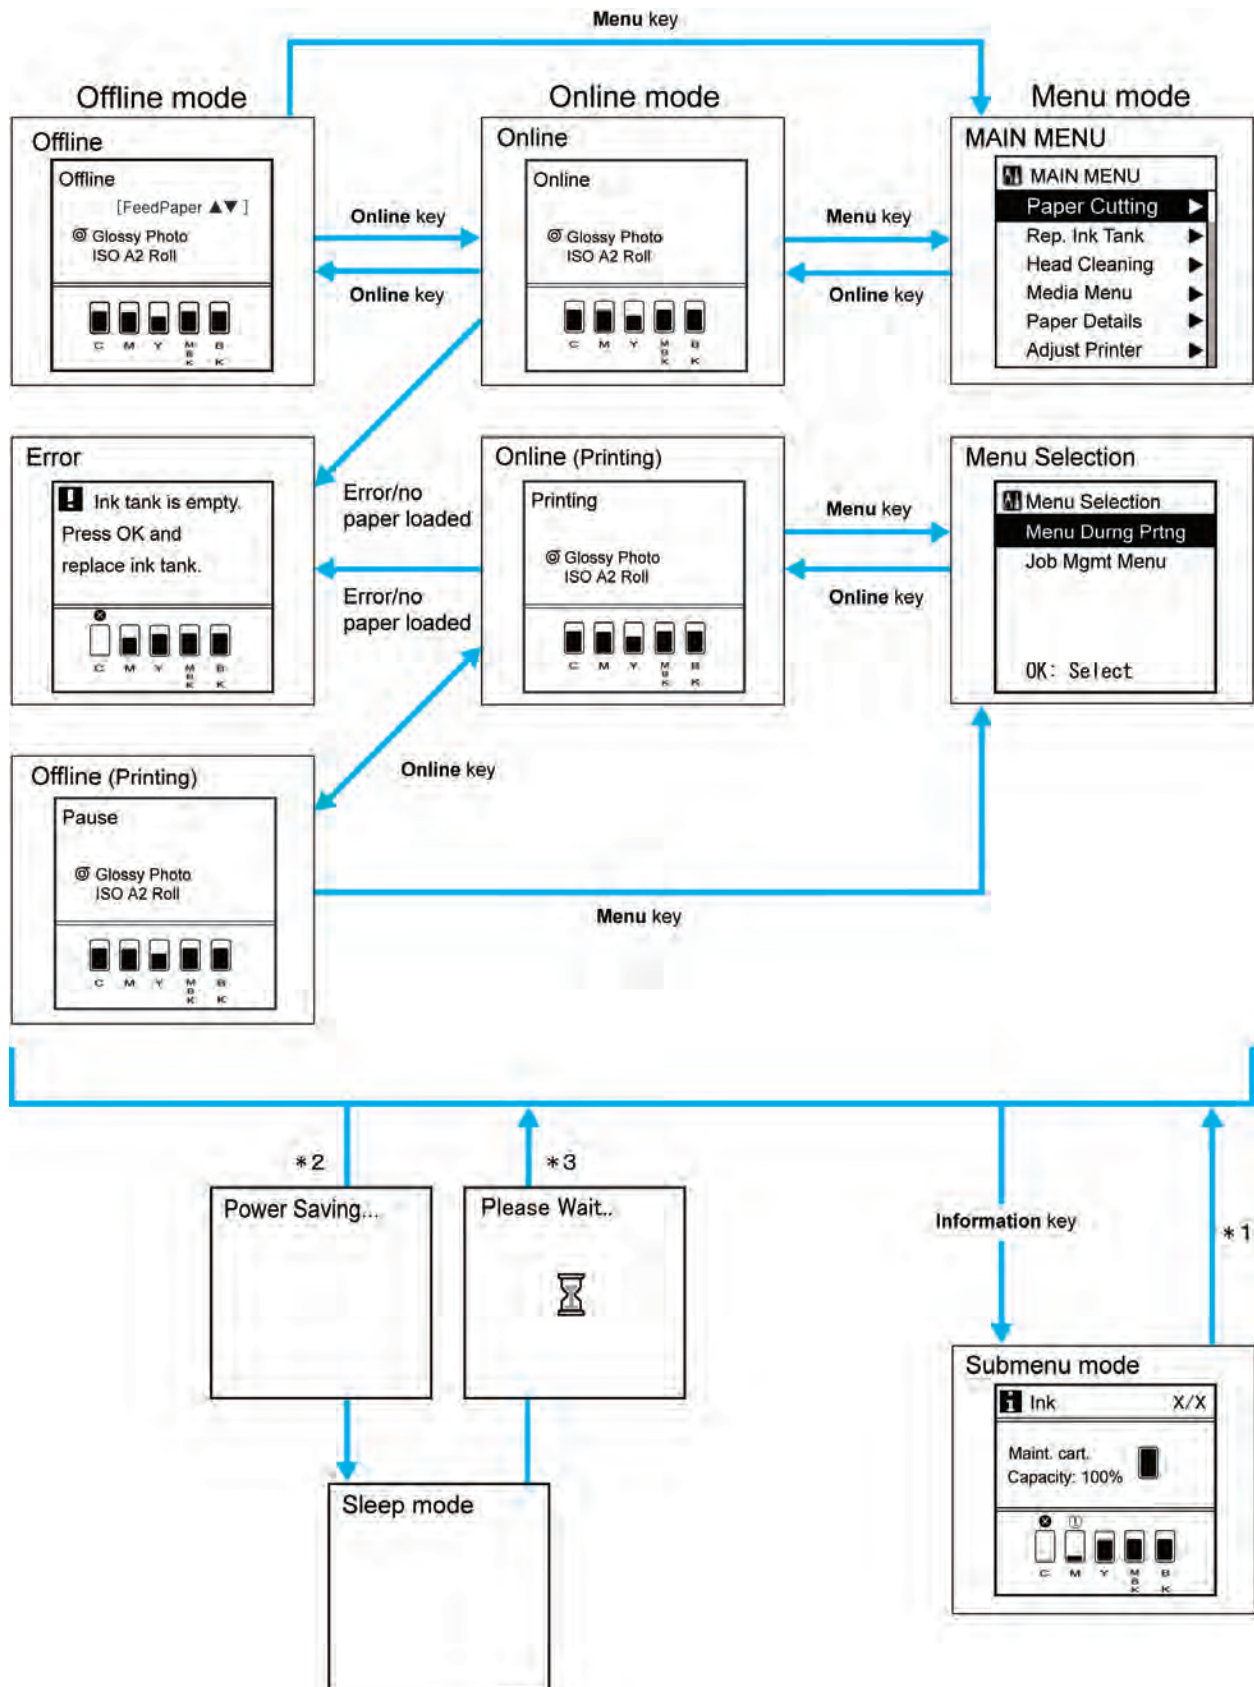 Menu key
Offline mode
Online mode
Menu mode
Offline
Offline
[FeedPaper ▲▼ ]
Glossy Photo
ISO A2 Roll
C M Y MBK BK
Online key
Online key
Online
Online
Glossy Photo
ISO A2 Roll
C M Y MBK BK
Menu key
Online key
MAIN MENU
MAIN MENU
Paper Cutting
Rep. Ink Tank
Head Cleaning
Media Menu
Paper Details
Adjust Printer
Error
Ink tank is empty.
Press OK and
replace ink tank.
C M Y MBK BK
Error/no
paper loaded
Error/no
paper loaded
Online (Printing)
Printing
Glossy Photo
ISO A2 Roll
C M Y MBK BK
Menu key
Online key
Menu Selection
Menu Selection
Menu Durng Prtng
Job Mgmt Menu
OK: Select
Online key
Offline (Printing)
Pause
Glossy Photo
ISO A2 Roll
C M Y MBK BK
Menu key
*2
*3
Power Saving...
Please Wait..
Information key
*1
Sleep mode
Submenu mode
i Ink X/X
Maint. cart.
Capacity: 100%
C M Y MBK BK